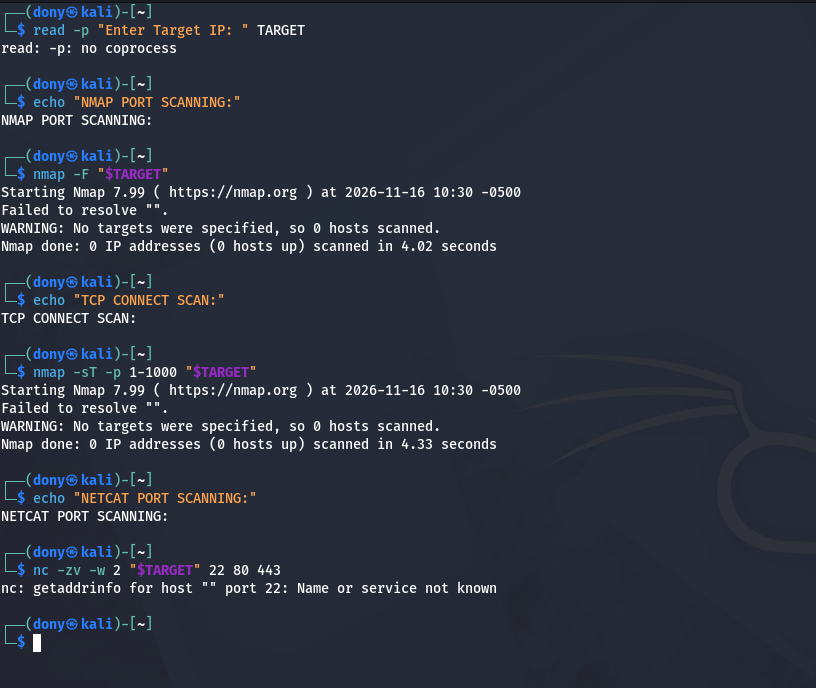 ┌──(dony㉿kali)-[~]
└─$ read -p "Enter Target IP: " TARGET
read: -p: no coprocess
┌──(dony㉿kali)-[~]
└─$ echo "NMAP PORT SCANNING:"
NMAP PORT SCANNING:
┌──(dony㉿kali)-[~]
└─$ nmap -F "$TARGET"
Starting Nmap 7.99 ( https://nmap.org ) at 2026-11-16 10:30 -0500
Failed to resolve "".
WARNING: No targets were specified, so 0 hosts scanned.
Nmap done: 0 IP addresses (0 hosts up) scanned in 4.02 seconds
┌──(dony㉿kali)-[~]
└─$ echo "TCP CONNECT SCAN:"
TCP CONNECT SCAN:
┌──(dony㉿kali)-[~]
└─$ nmap -sT -p 1-1000 "$TARGET"
Starting Nmap 7.99 ( https://nmap.org ) at 2026-11-16 10:30 -0500
Failed to resolve "".
WARNING: No targets were specified, so 0 hosts scanned.
Nmap done: 0 IP addresses (0 hosts up) scanned in 4.33 seconds
┌──(dony㉿kali)-[~]
└─$ echo "NETCAT PORT SCANNING:"
NETCAT PORT SCANNING:
┌──(dony㉿kali)-[~]
└─$ nc -zv -w 2 "$TARGET" 22 80 443
nc: getaddrinfo for host "" port 22: Name or service not known
┌──(dony㉿kali)-[~]
└─$